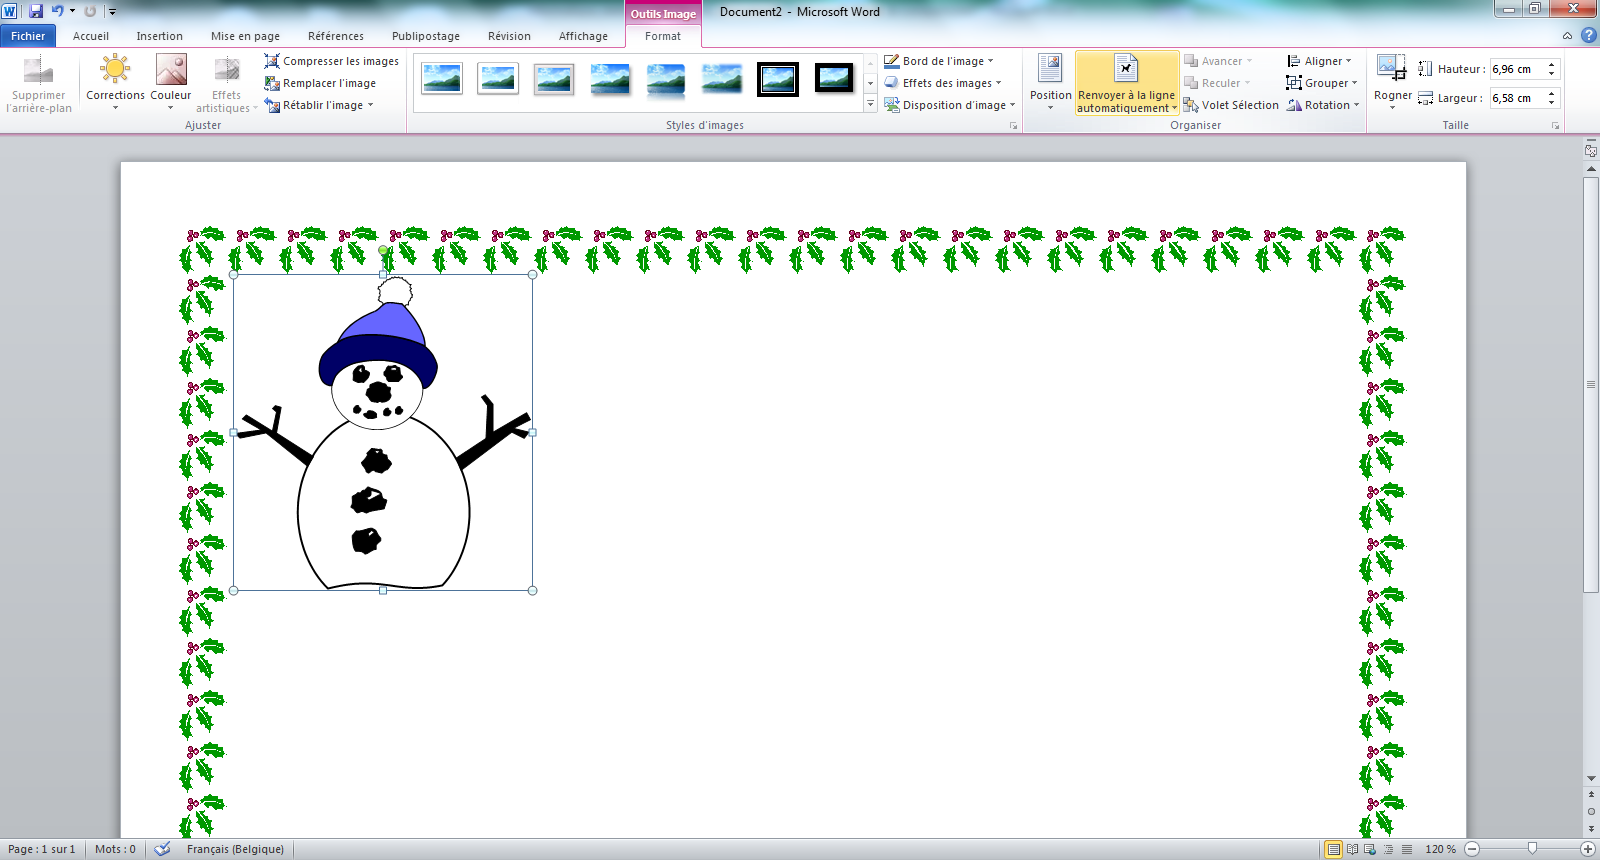 W
Outils Image
Document2 - Microsoft Word
Fichier
Accueil
Insertion
Mise en page
Références
Publipostage
Révision
Affichage
Format
Supprimer
l'arrière-plan
Corrections
Couleur
Effets
artistiques
Compresser les images
Remplacer l'image
Rétablir l'image
Ajuster
Styles d'images
Bord de l'image
Effets des images
Disposition d'image
Position
Renvoyer à la ligne
automatiquement
Avancer
Reculer
Volet Sélection
Aligner
Grouper
Rotation
Organiser
Rogner
Hauteur :
6,96 cm
Largeur :
6,58 cm
Taille
Page : 1 sur 1
Mots : 0
Français (Belgique)
120 %